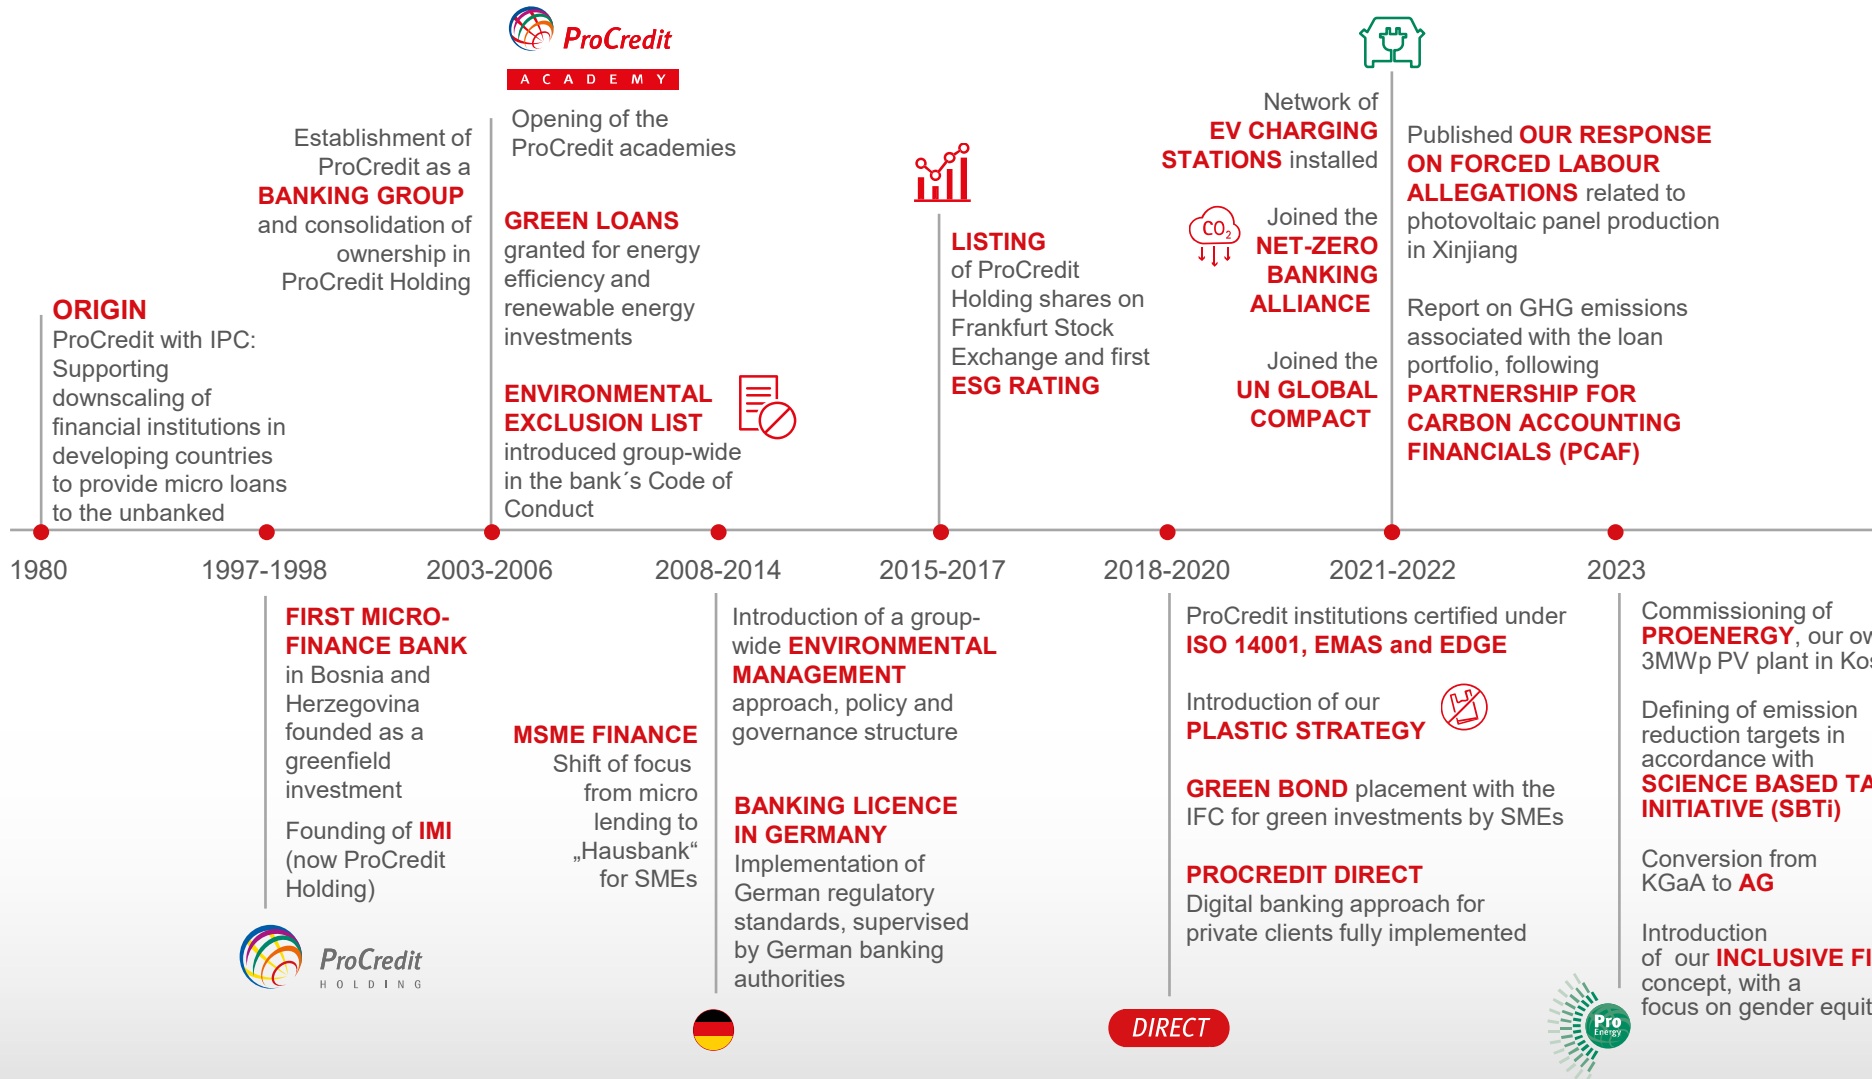 ProCredit
ACADEMY
Opening of the
ProCredit academies
Establishment of
ProCredit as a
BANKING GROUP
and consolidation of
ownership in
ProCredit Holding
GREEN LOANS
granted for energy
efficiency and
renewable energy
investments
ENVIRONMENTAL
EXCLUSION LIST
introduced group-wide
in the bank´s Code of
Conduct
ORIGIN
ProCredit with IPC:
Supporting
downscaling of
financial institutions in
developing countries
to provide micro loans
to the unbanked
LISTING
of ProCredit
Holding shares on
Frankfurt Stock
Exchange and first
ESG RATING
Network of
EV CHARGING
STATIONS installed
CO2
Joined the
NET-ZERO
BANKING
ALLIANCE
Joined the
UN GLOBAL
COMPACT
Published OUR RESPONSE
ON FORCED LABOUR
ALLEGATIONS related to
photovoltaic panel production
in Xinjiang
Report on GHG emissions
associated with the loan
portfolio, following
PARTNERSHIP FOR
CARBON ACCOUNTING
FINANCIALS (PCAF)
1980
1997-1998
2003-2006
2008-2014
2015-2017
2018-2020
2021-2022
2023
FIRST MICRO-
FINANCE BANK
in Bosnia and
Herzegovina
founded as a
greenfield
investment
Founding of IMI
(now ProCredit
Holding)
ProCredit
HOLDING
MSME FINANCE
Shift of focus
from micro
lending to
„Hausbank“
for SMEs
Introduction of a group-
wide ENVIRONMENTAL
MANAGEMENT
approach, policy and
governance structure
BANKING LICENCE
IN GERMANY
Implementation of
German regulatory
standards, supervised
by German banking
authorities
ProCredit institutions certified under
ISO 14001, EMAS and EDGE
Introduction of our
PLASTIC STRATEGY
GREEN BOND placement with the
IFC for green investments by SMEs
PROCREDIT DIRECT
Digital banking approach for
private clients fully implemented
DIRECT
Commissioning of
PROENERGY, our
3MWp PV plant in
Defining of emission
reduction targets in
accordance with
SCIENCE BASED
INITIATIVE (SBTi)
Conversion from
KGaA to AG
Introduction
of our INCLUSIVE
concept, with a
focus on gender
Pro
Energy